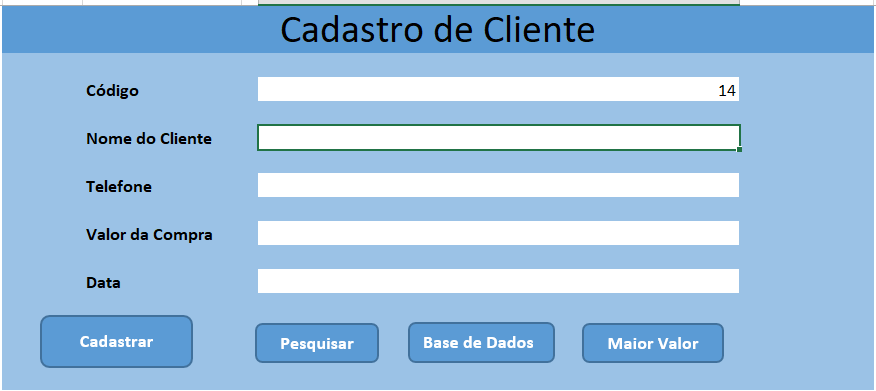 Cadastro de Cliente
Código 14
Nome do Cliente
Telefone
Valor da Compra
Data
Cadastrar Pesquisar Base de Dados Maior Valor